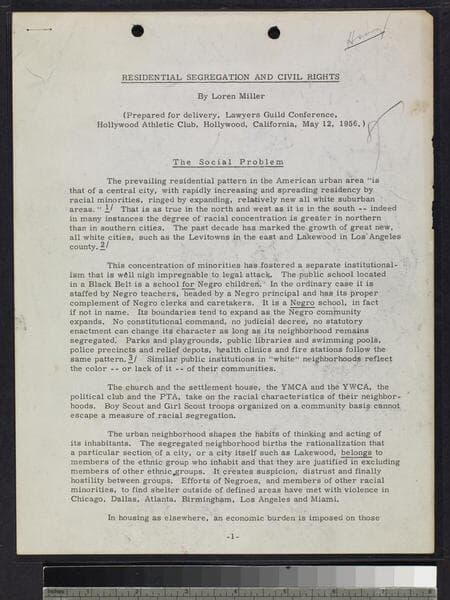 RESIDENTIAL SEGREGATION AND CIVIL RIGHTS
By Loren Miller
(Prepared for delivery, Lawyers Guild Conference,
Hollywood Athletic Club, Hollywood, California, May 12, 1956.)
The Social Problem
The prevailing residential pattern in the American urban area "is
that of a central city, with rapidly increasing and spreading residency by
racial minorities, ringed by expanding, relatively new all white suburban
areas." 1/ That is as true in the north and west as it is in the south -- indeed
in many instances the degree of racial concentration is greater in northern
than in southern cities. The past decade has marked the growth of great new,
all white cities, such as the Levitowns in the east and Lakewood in Los Angeles
county. 2/
This concentration of minorities has fostered a separate institutional-
ism that is well nigh impregnable to legal attack. The public school located
in a Black Belt is a school for Negro children. In the ordinary case it is
staffed by Negro teachers, headed by a Negro principal and has its proper
complement of Negro clerks and caretakers. It is a Negro school, in fact
if not in name. Its boundaries tend to expand as the Negro community
expands. No constitutional command, no judicial decree, no statutory
enactment can change its character as long as its neighborhood remains
segregated. Parks and playgrounds, public libraries and swimming pools,
police precincts and relief depots, health clinics and fire stations follow the
same pattern. 3/ Similar public institutions in "white" neighborhoods reflect
the color -- or lack of it -- of their communities.
The church and the settlement house, the YMCA and the YWCA, the
political club and the PTA, take on the racial characteristics of their neighbor-
hoods. Boy Scout and Girl Scout troops organized on a community basis cannot
escape a measure of racial segregation.
The urban neighborhood shapes the habits of thinking and acting of
its inhabitants. The segregated neighborhood births the rationalization that
a particular section of a city, or a city itself such as Lakewood, belongs to
members of the ethnic group who inhabit and that they are justified in excluding
members of other ethnic groups. It creates suspicion, distrust and finally
hostility between groups. Efforts of Negroes, and members of other racial
minorities, to find shelter outside of defined areas have met with violence in
Chicago, Dallas, Atlanta, Birmingham, Los Angeles and Miami.
In housing as elsewhere, an economic burden is imposed on those
-1-
inches 1 2 3 4 5 6 7 8